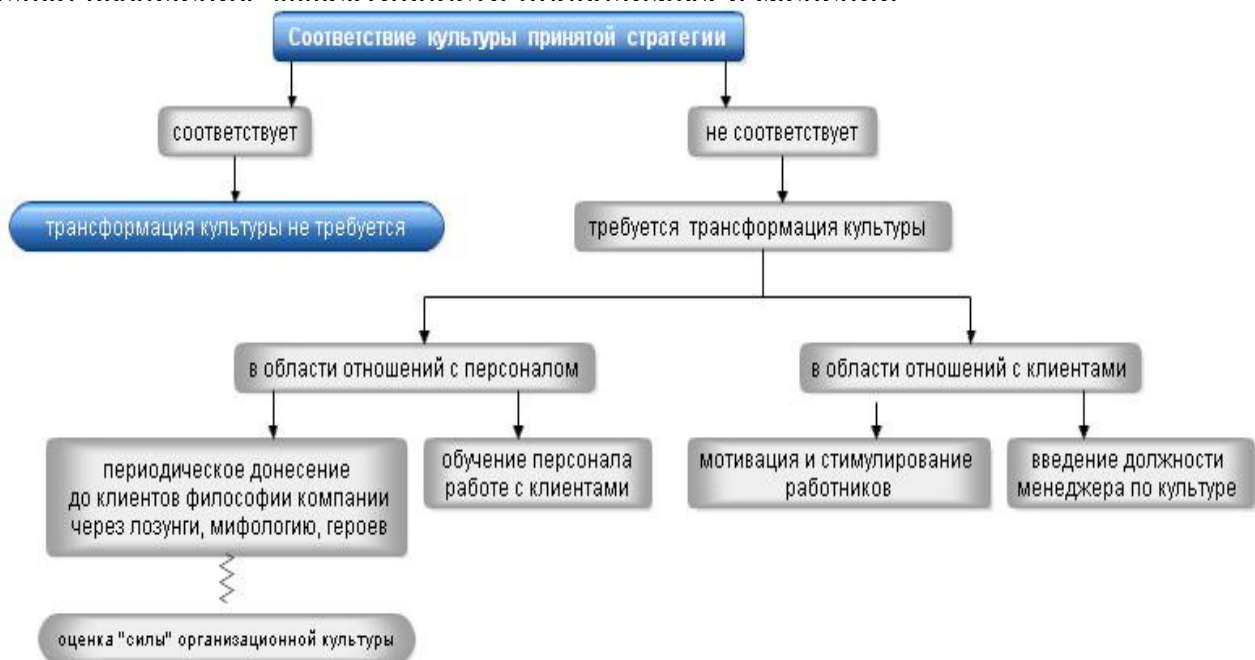 Соответствие культуры принятой стратегии
соответствует
не соответствует
трансформация культуры не требуется
требуется трансформация культуры
в области отношений с персоналом
в области отношений с клиентами
периодическое донесение
до клиентов философии компании
через лозунги, мифологию, героев
обучение персонала
работе с клиентами
мотивация и стимулирование
работников
введение должности
менеджера по культуре
оценка "силы" организационной культуры